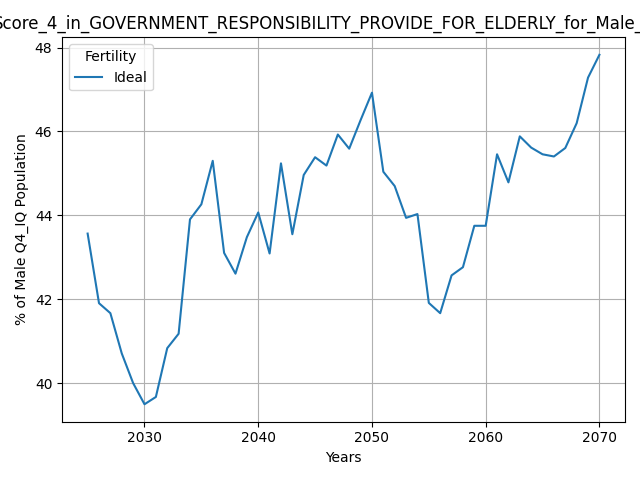 Score_4_in_GOVERNMENT_RESPONSIBILITY_PROVIDE_FOR_ELDERLY_for_Male_
Fertility
Ideal
% of Male Q4_IQ Population
48
46
44
42
40
2030 2040 2050 2060 2070
Years